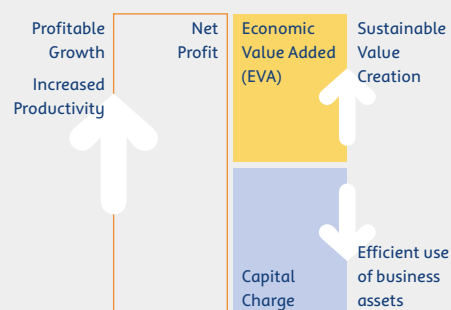 Profitable
Growth
Increased
Productivity
Net
Profit
Economic
Value Added
(EVA)
Sustainable
Value
Creation
Capital
Charge
Efficient use
of business
assets